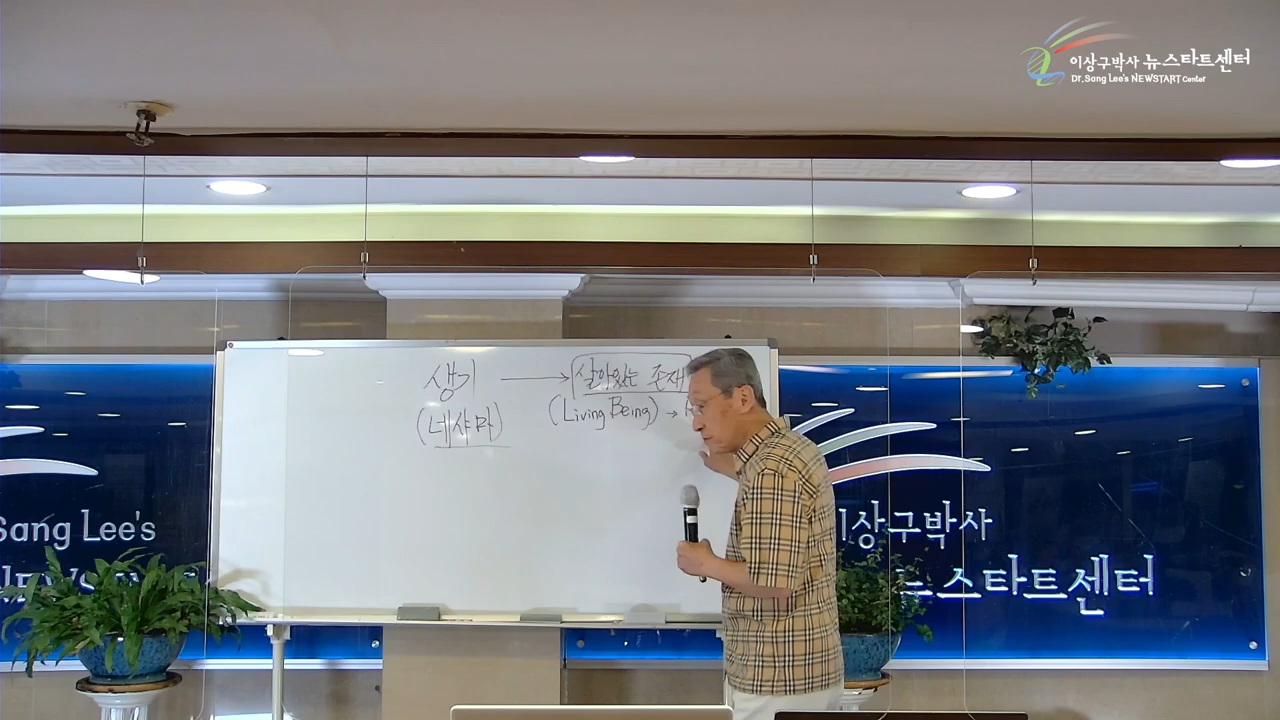 이상구박사 뉴스타트센터
Dr. Sang Lee's NEWSTART Center
생기 → 살아있는 존재
(네샤마) (Living Being) →
Sang Lee's
이상구박사
뉴스타트센터